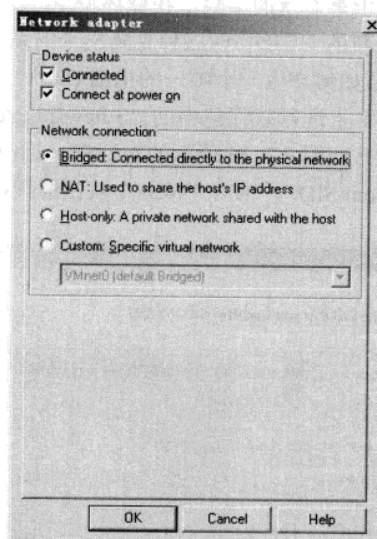 Network adapter
Device status
Connected
Connect at power on
Network connection
Bridged: Connected directly to the physical network
NAT: Used to share the host's IP address
Host-only: A private network shared with the host
Custom: Specific virtual network
VMnet0 (default Bridged)
OK Cancel Help